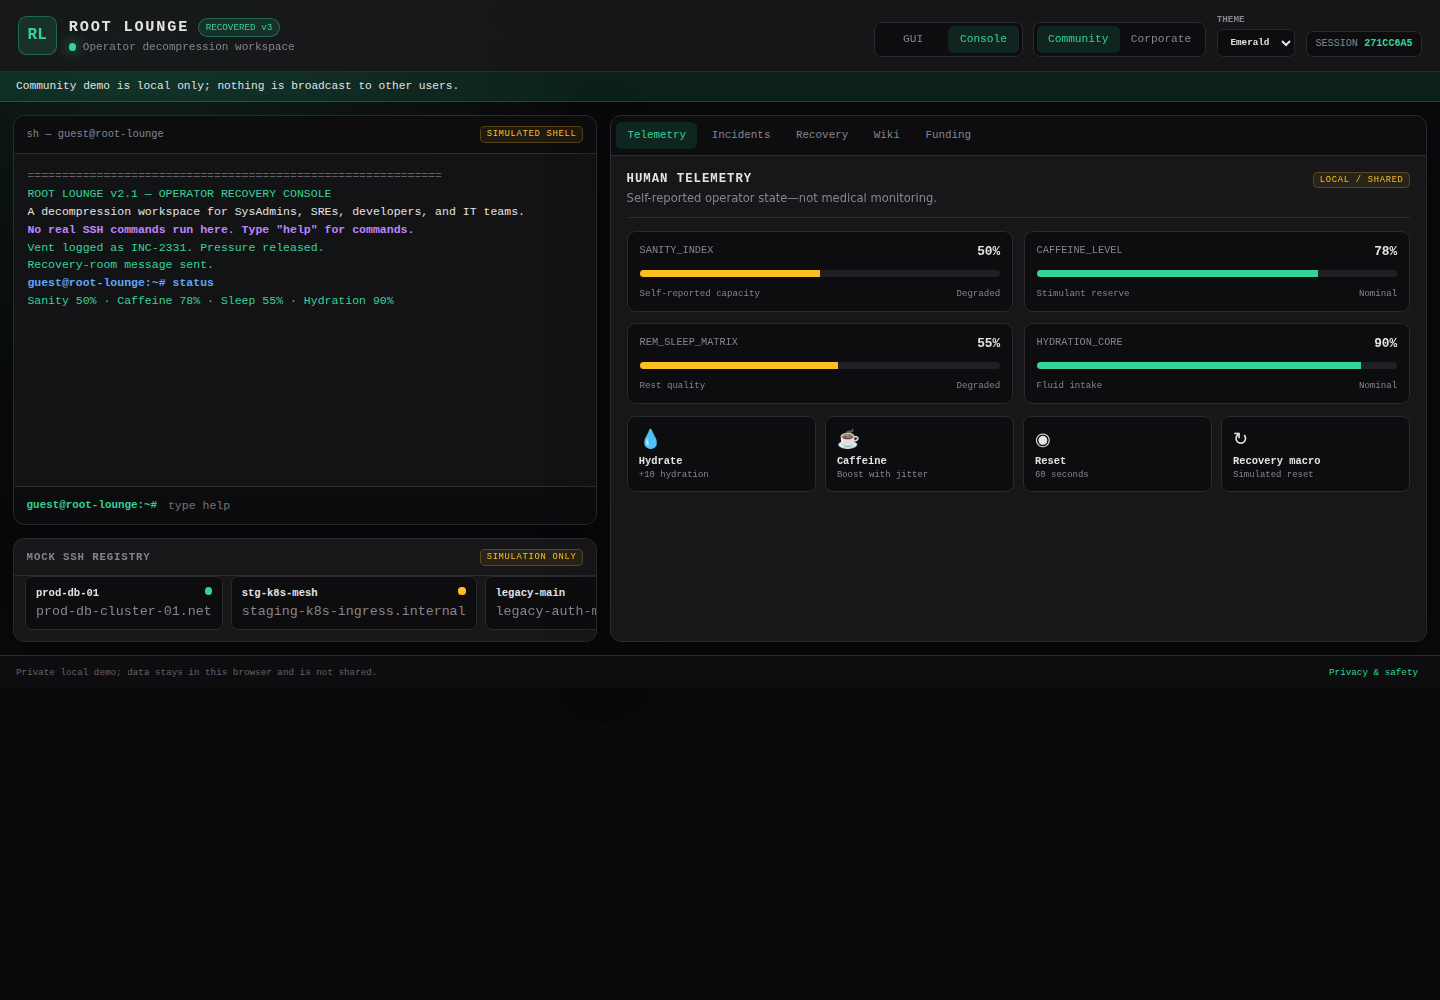 RL
ROOT LOUNGE RECOVERED v3
Operator decompression workspace
GUI Console
Community Corporate
THEME
Emerald
SESSION 271CC6A5
Community demo is local only; nothing is broadcast to other users.
sh — guest@root-lounge SIMULATED SHELL
============================================================
ROOT LOUNGE v2.1 — OPERATOR RECOVERY CONSOLE
A decompression workspace for SysAdmins, SREs, developers, and IT teams.
No real SSH commands run here. Type "help" for commands.
Vent logged as INC-2331. Pressure released.
Recovery-room message sent.
guest@root-lounge:~# status
Sanity 50% · Caffeine 78% · Sleep 55% · Hydration 90%
guest@root-lounge:~# type help
MOCK SSH REGISTRY SIMULATION ONLY
prod-db-01
prod-db-cluster-01.net
stg-k8s-mesh
staging-k8s-ingress.internal
legacy-main
legacy-auth-m
Telemetry Incidents Recovery Wiki Funding
HUMAN TELEMETRY
LOCAL / SHARED
Self-reported operator state—not medical monitoring.
SANITY_INDEX 50%
Self-reported capacity Degraded
CAFFEINE_LEVEL 78%
Stimulant reserve Nominal
REM_SLEEP_MATRIX 55%
Rest quality Degraded
HYDRATION_CORE 90%
Fluid intake Nominal
Hydrate
+10 hydration
Caffeine
Boost with jitter
Reset
60 seconds
Recovery macro
Simulated reset
Private local demo; data stays in this browser and is not shared.
Privacy & safety